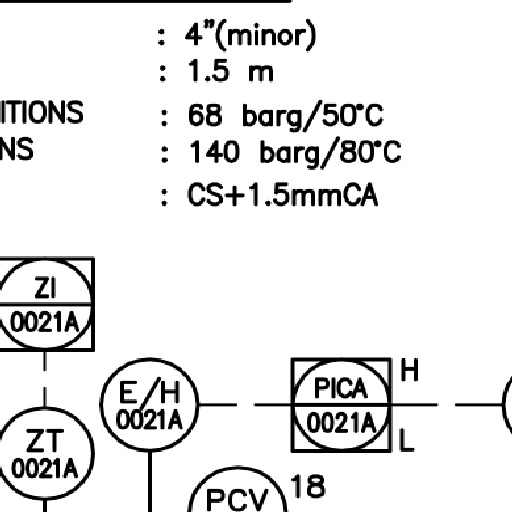 : 4"(minor)
: 1.5 m
ITIONS : 68 barg/50°C
NS : 140 barg/80°C
: CS+1.5mmCA
ZI
0021A
E/H
0021A
PICA
0021A
H
L
ZT
0021A
PCV
18